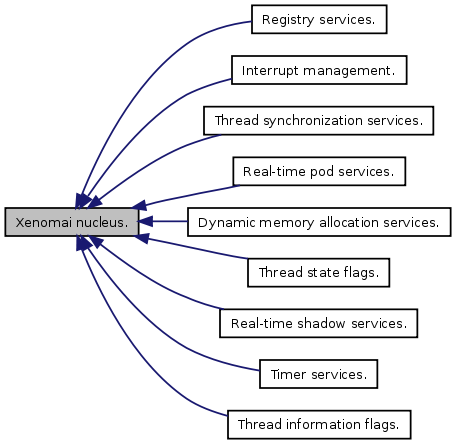 Registry services.
Interrupt management.
Thread synchronization services.
Real-time pod services.
Xenomai nucleus.
Dynamic memory allocation services.
Thread state flags.
Real-time shadow services.
Timer services.
Thread information flags.